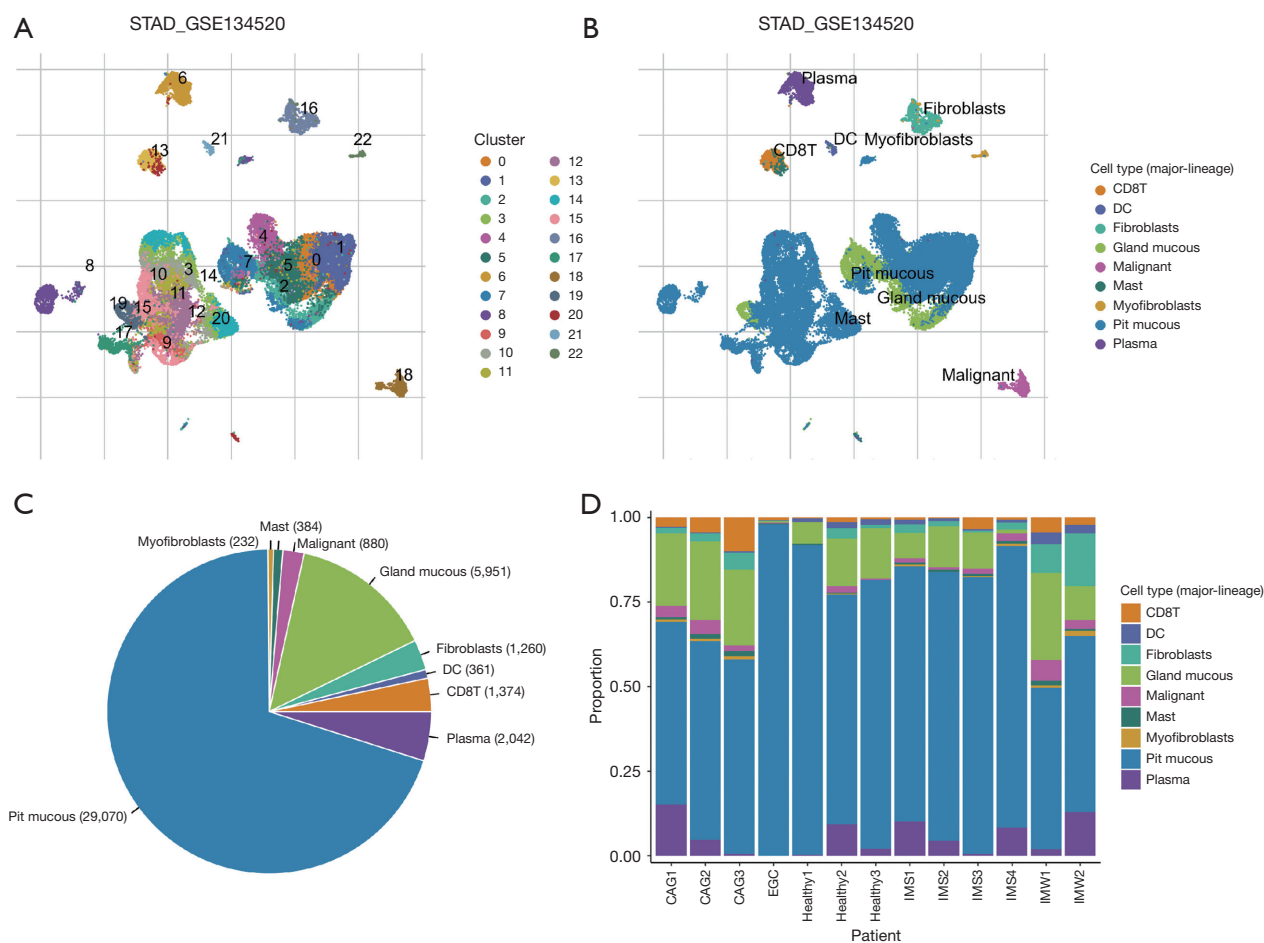 A
STAD_GSE134520
6
16
21
22
13
4
1
5
0
7
8
10
3
14
2
11
19
15
12
20
17
9
18
Cluster
0
1
2
3
4
5
6
7
8
9
10
11
12
13
14
15
16
17
18
19
20
21
22
B
STAD_GSE134520
Plasma
Fibroblasts
DC
Myofibroblasts
CD8T
Pit mucous
Gland mucous
Mast
Malignant
Cell type (major-lineage)
CD8T
DC
Fibroblasts
Gland mucous
Malignant
Mast
Myofibroblasts
Pit mucous
Plasma
C
Mast (384)
Myofibroblasts (232)
Malignant (880)
Gland mucous (5,951)
Fibroblasts (1,260)
DC (361)
CD8T (1,374)
Plasma (2,042)
Pit mucous (29,070)
D
Proportion
1.00
0.75
0.50
0.25
0.00
CAG1
CAG2
CAG3
EGC
Healthy1
Healthy2
Healthy3
IMS1
IMS2
IMS3
IMS4
IMW1
IMW2
Patient
Cell type (major-lineage)
CD8T
DC
Fibroblasts
Gland mucous
Malignant
Mast
Myofibroblasts
Pit mucous
Plasma